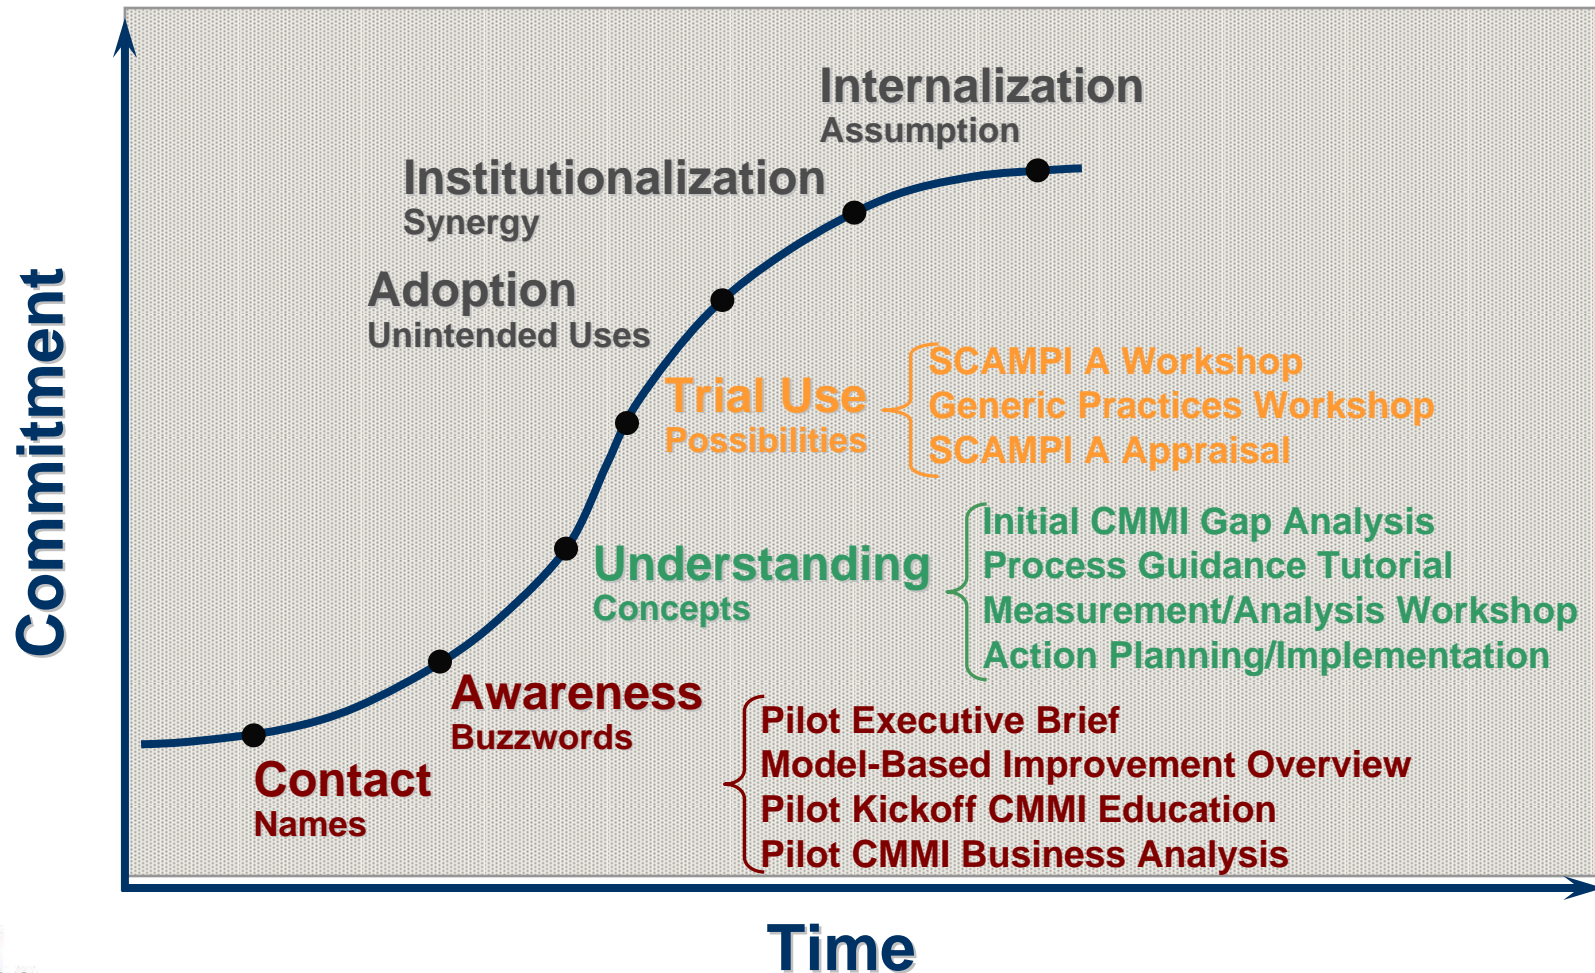 Internalization
Assumption
Institutionalization
Synergy
Adoption
Unintended Uses
Trial Use
Possibilities
SCAMPI A Workshop
Generic Practices Workshop
SCAMPI A Appraisal
Understanding
Concepts
Initial CMMI Gap Analysis
Process Guidance Tutorial
Measurement/Analysis Workshop
Action Planning/Implementation
Awareness
Buzzwords
Contact
Names
Pilot Executive Brief
Model-Based Improvement Overview
Pilot Kickoff CMMI Education
Pilot CMMI Business Analysis
Commitment
Time